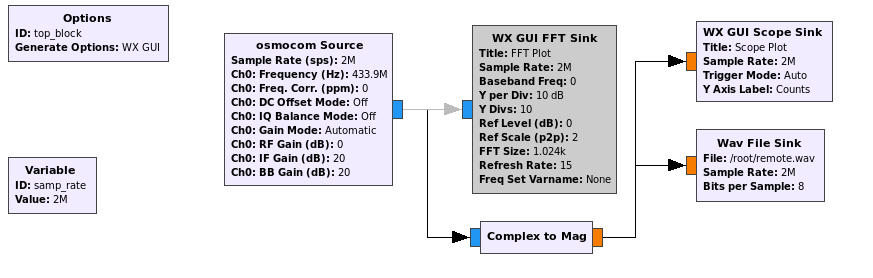 Options
ID: top_block
Generate Options: WX GUI
Variable
ID: samp_rate
Value: 2M
osmocom Source
Sample Rate (sps): 2M
Ch0: Frequency (Hz): 433.9M
Ch0: Freq. Corr. (ppm): 0
Ch0: DC Offset Mode: Off
Ch0: IQ Balance Mode: Off
Ch0: Gain Mode: Automatic
Ch0: RF Gain (dB): 0
Ch0: IF Gain (dB): 20
Ch0: BB Gain (dB): 20
WX GUI FFT Sink
Title: FFT Plot
Sample Rate: 2M
Baseband Freq: 0
Y per Div: 10 dB
Y Divs: 10
Ref Level (dB): 0
Ref Scale (p2p): 2
FFT Size: 1.024k
Refresh Rate: 15
Freq Set Varname: None
Complex to Mag
WX GUI Scope Sink
Title: Scope Plot
Sample Rate: 2M
Trigger Mode: Auto
Y Axis Label: Counts
Wav File Sink
File: /root/remote.wav
Sample Rate: 2M
Bits per Sample: 8